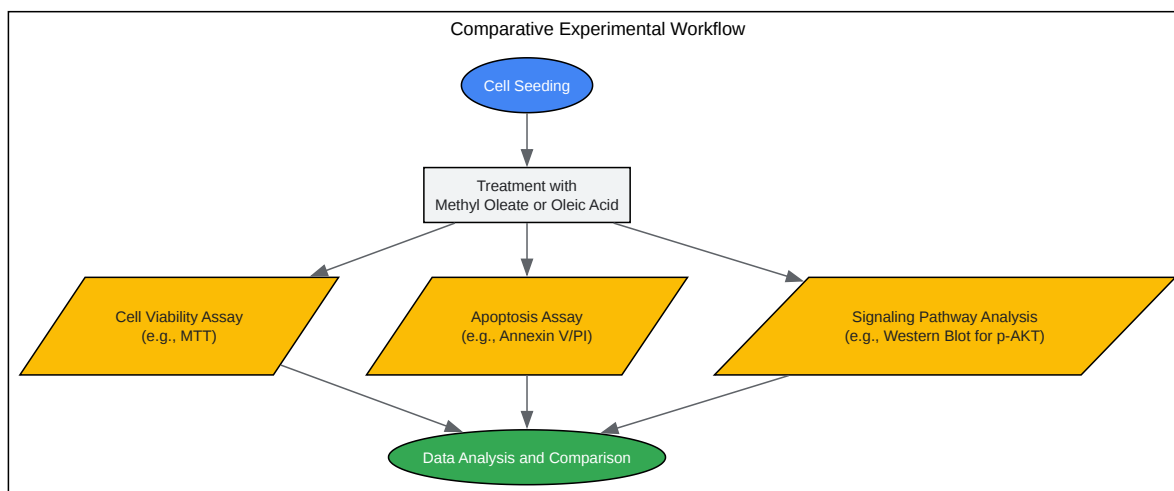 Comparative Experimental Workflow
Cell Seeding
Treatment with
Methyl Oleate or Oleic Acid
Cell Viability Assay
(e.g., MTT)
Apoptosis Assay
(e.g., Annexin V/PI)
Signaling Pathway Analysis
(e.g., Western Blot for p-AKT)
Data Analysis and Comparison